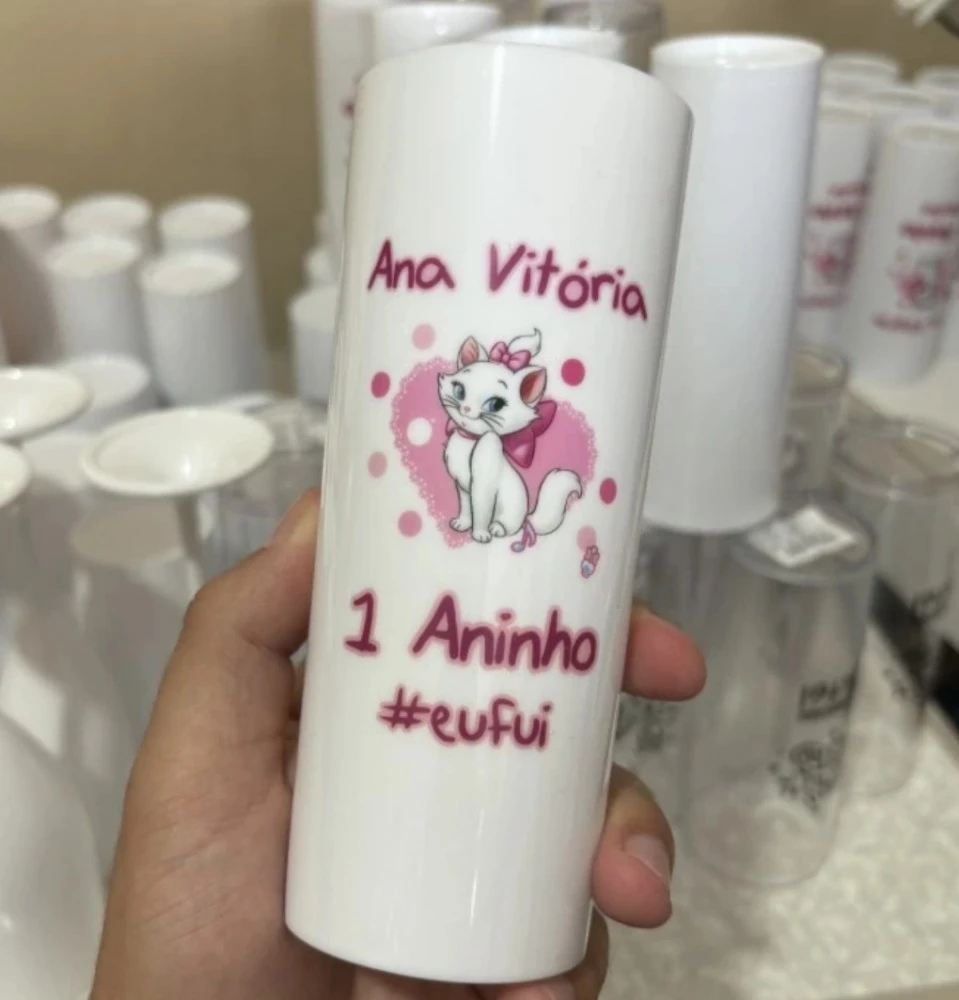 Ana Vitória
1 Aninho
#eufui